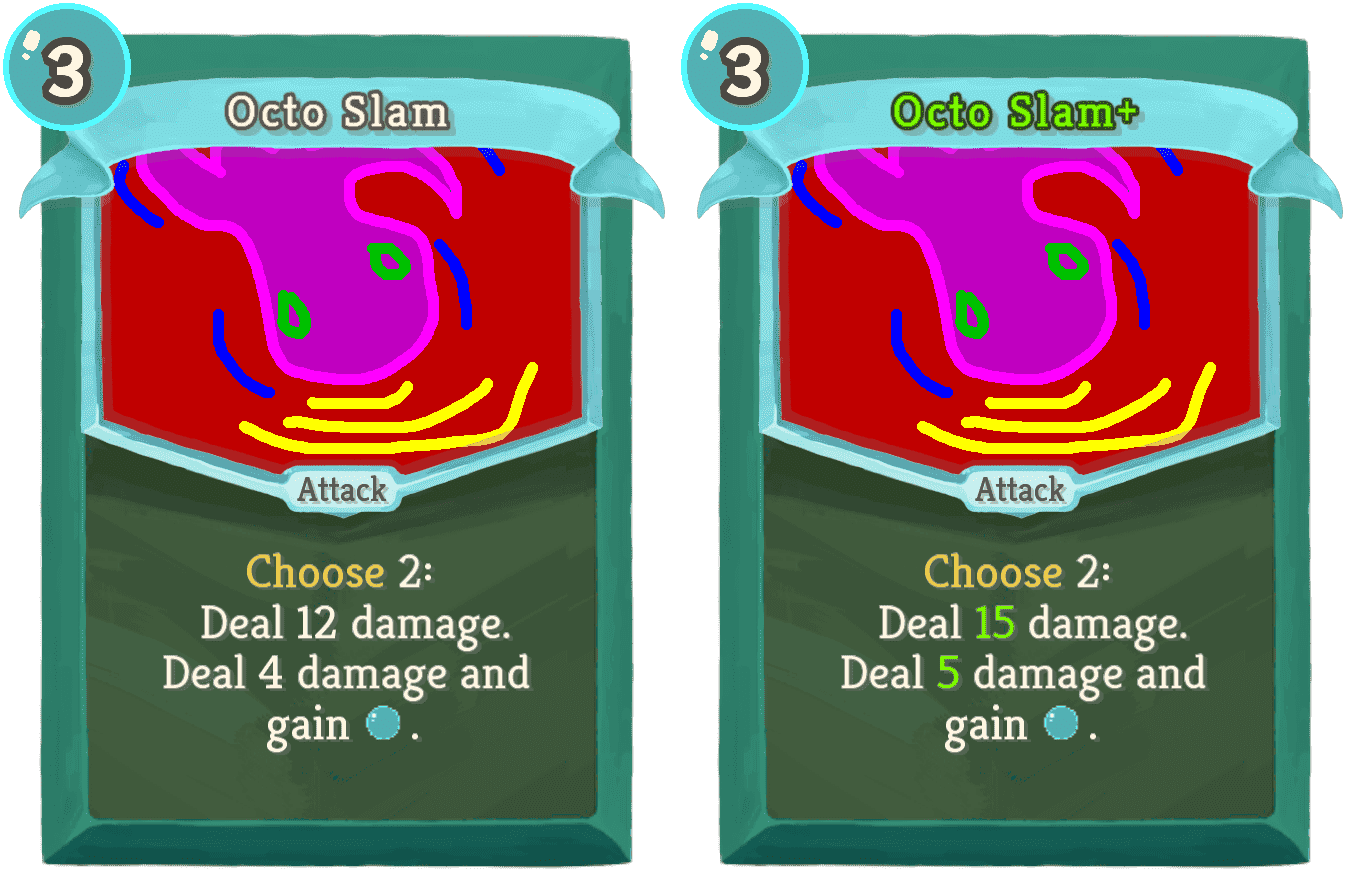 3
Octo Slam
Attack
Choose 2:
Deal 12 damage.
Deal 4 damage and
gain .
3
Octo Slam+
Attack
Choose 2:
Deal 15 damage.
Deal 5 damage and
gain .